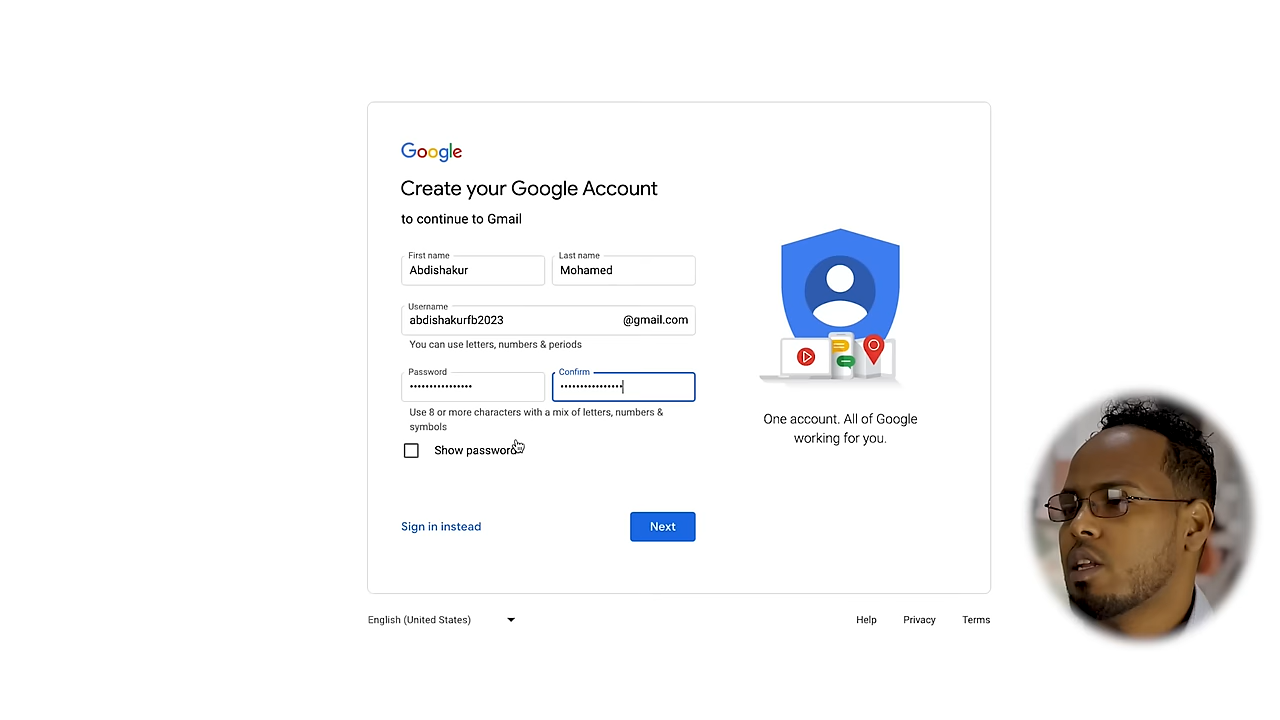 Google
Create your Google Account
to continue to Gmail
First name
Last name
Abdishakur
Mohamed
Username
abdishakurfb2023
@gmail.com
You can use letters, numbers & periods
Password
Confirm
••••••••••••••••
••••••••••••••••
Use 8 or more characters with a mix of letters, numbers &
symbols
Show password
Sign in instead
Next
One account. All of Google
working for you.
English (United States)
Help
Privacy
Terms